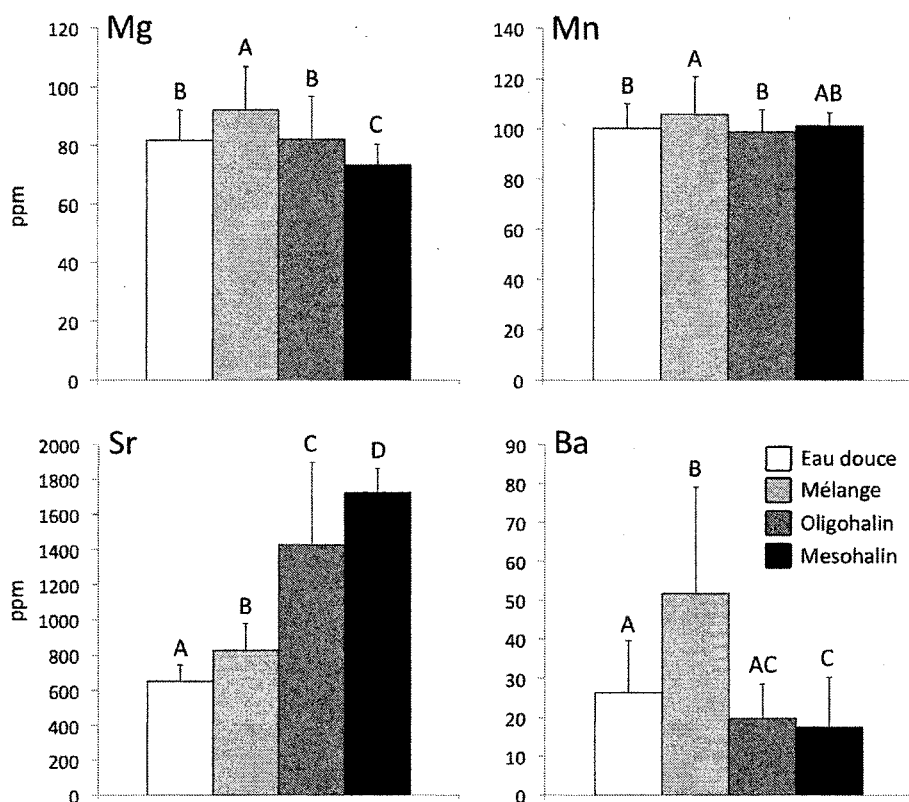 Mg
120
100
80
60
40
20
0
ppm
B
A
B
C
Mn
140
120
100
80
60
40
20
0
B
A
B
AB
Sr
2000
1800
1600
1400
1200
1000
800
600
400
200
0
ppm
A
B
C
D
Ba
90
80
70
60
50
40
30
20
10
0
A
B
AC
C
Eau douce
Mélange
Oligohalin
Mesohalin